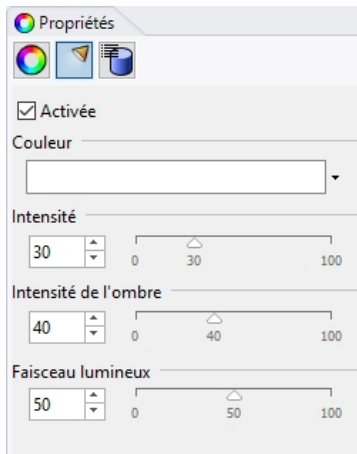 Propriétés
Activée
Couleur
Intensité
30
0 30 100
Intensité de l'ombre
40
0 40 100
Faisceau lumineux
50
0 50 100